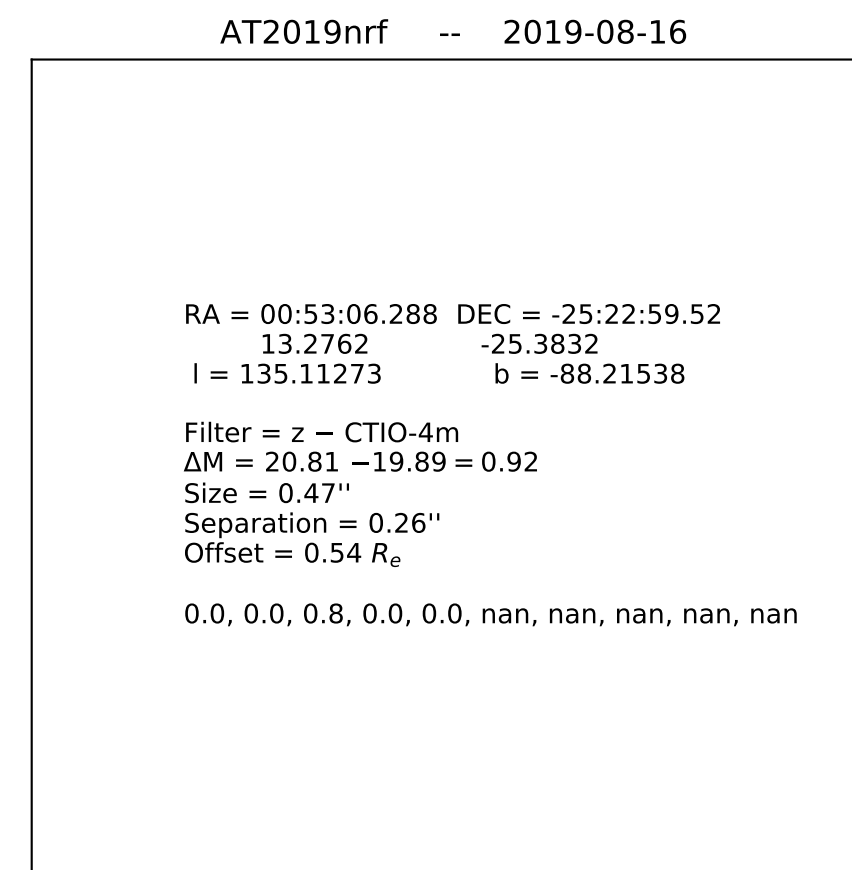 AT2019nrf -- 2019-08-16
RA = 00:53:06.288 DEC = -25:22:59.52
13.2762 -25.3832
l = 135.11273 b = -88.21538
Filter = z − CTIO-4m
ΔM = 20.81 −19.89 = 0.92
Size = 0.47''
Separation = 0.26''
Offset = 0.54 Rₑ
0.0, 0.0, 0.8, 0.0, 0.0, nan, nan, nan, nan, nan